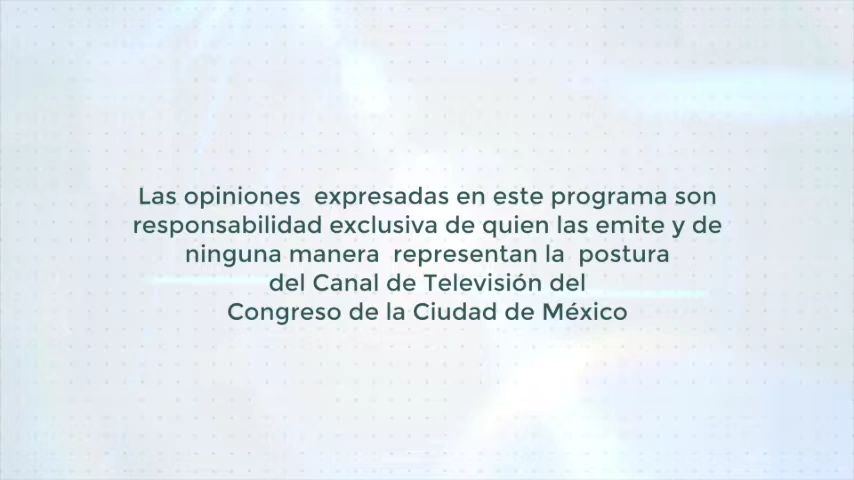 Las opiniones expresadas en este programa son
responsabilidad exclusiva de quien las emite y de
ninguna manera representan la postura
del Canal de Televisión del
Congreso de la Ciudad de México